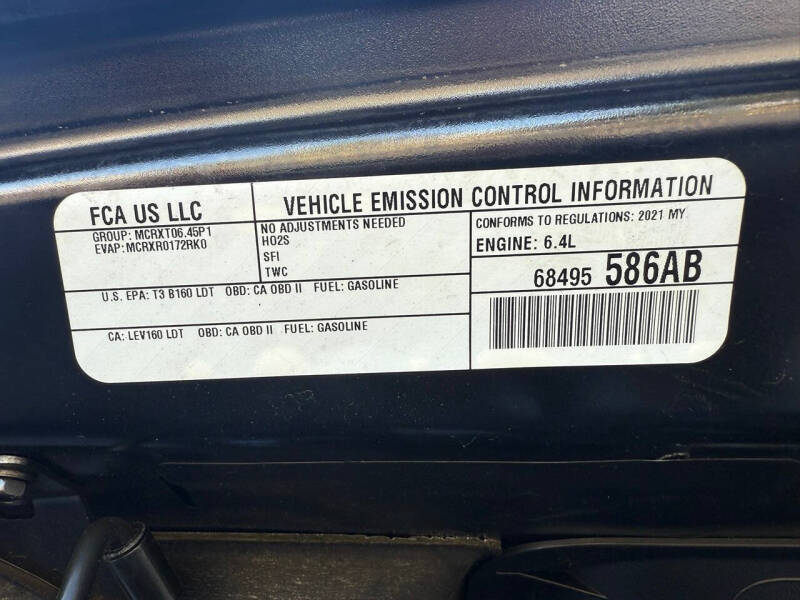 FCA US LLC
GROUP: MCRXT06.45P1
EVAP:MCRXR0172RK0
VEHICLE EMISSION CONTROL INFORMATION
NO ADJUSTMENTS NEEDED
HO2S
SFI
TWC
CONFORMS TO REGULATIONS: 2021 MY
ENGINE: 6.4L
U.S. EPA: T3 B160 LDT OBD: CA OBD II FUEL: GASOLINE
CA: LEV160 LDT OBD: CA OBD II FUEL: GASOLINE
68495 586AB